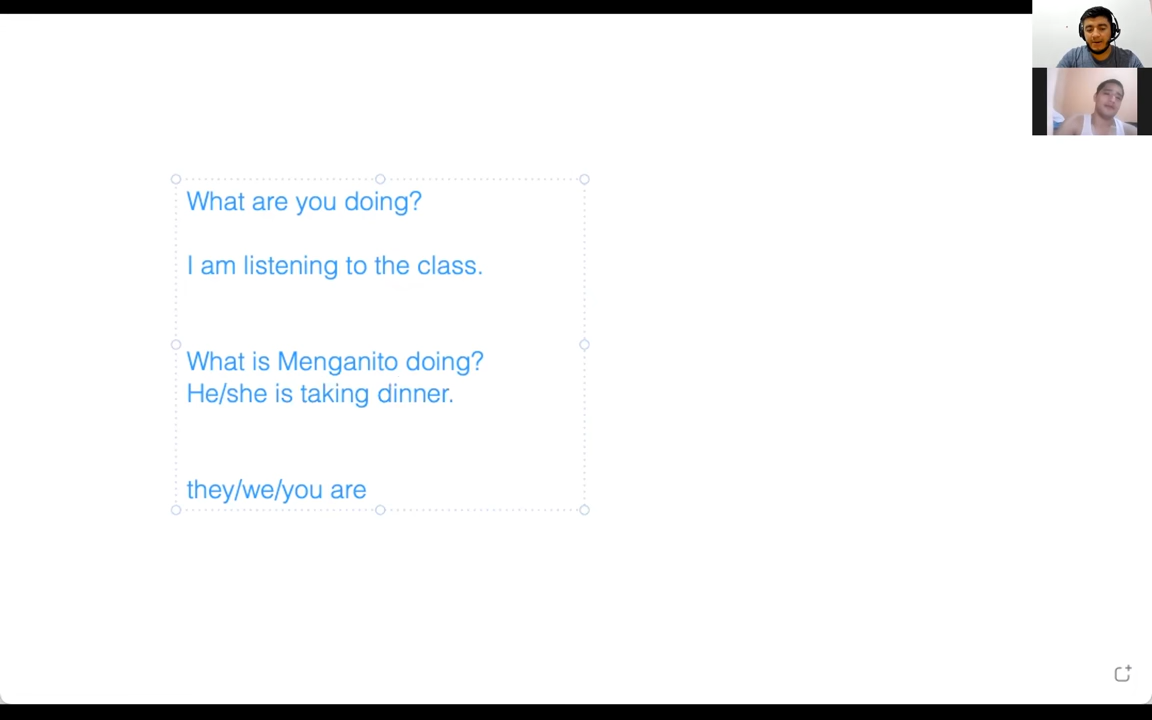 What are you doing?
I am listening to the class.
What is Menganito doing?
He/she is taking dinner.
they/we/you are